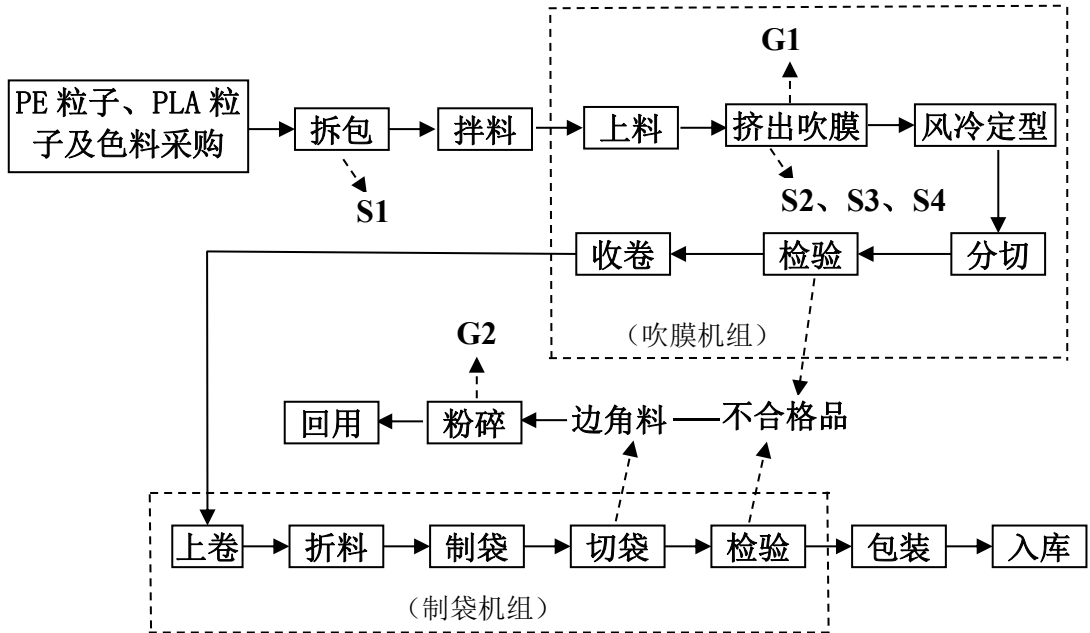 G1
PE 粒子、PLA 粒
子及色料采购
拆包
拌料
上料
挤出吹膜
风冷定型
S1
S2、S3、S4
收卷
检验
分切
（吹膜机组）
G2
回用
粉碎
边角料
不合格品
上卷
折料
制袋
切袋
检验
包装
入库
（制袋机组）